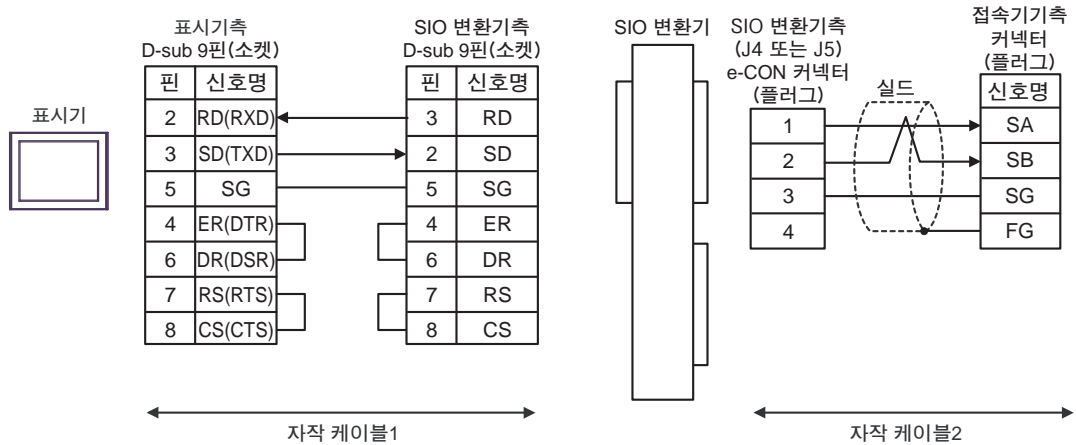 표시기
표시기측
D-sub 9핀(소켓)
핀 신호명
2 RD(RXD)
3 SD(TXD)
5 SG
4 ER(DTR)
6 DR(DSR)
7 RS(RTS)
8 CS(CTS)
SIO 변환기측
D-sub 9핀(소켓)
핀 신호명
3 RD
2 SD
5 SG
4 ER
6 DR
7 RS
8 CS
자작 케이블1
SIO 변환기
SIO 변환기측
(J4 또는 J5)
e-CON 커넥터
(플러그)
1
2
3
4
실드
접속기기측
커넥터
(플러그)
신호명
SA
SB
SG
FG
자작 케이블2